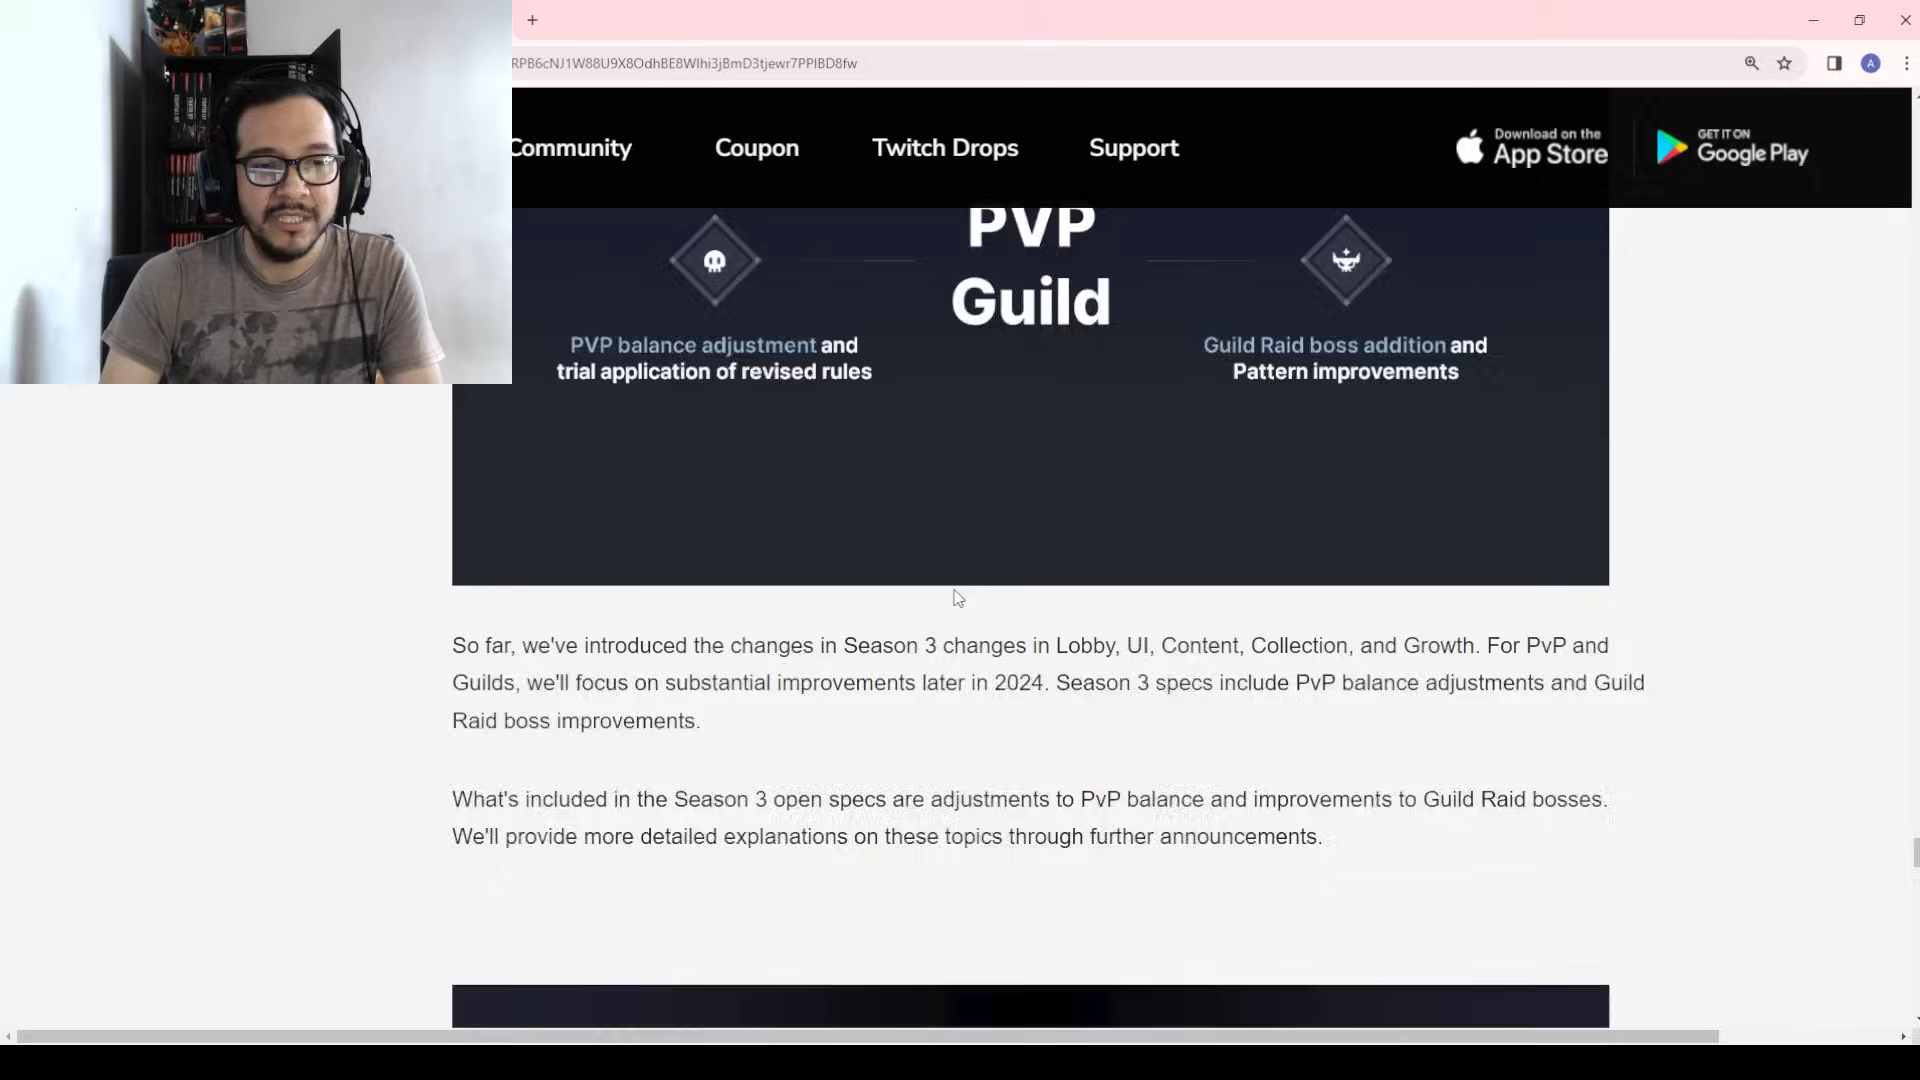 RPB6cNJ1W88U9X8OdhBE8WIhi3jBmD3tjewr7PPIBD8fw
A
Community
Coupon
Twitch Drops
Support
Download on the
App Store
GET IT ON
Google Play
PVP
Guild
PVP balance adjustment and
trial application of revised rules
Guild Raid boss addition and
Pattern improvements
So far, we've introduced the changes in Season 3 changes in Lobby, UI, Content, Collection, and Growth. For PvP and
Guilds, we'll focus on substantial improvements later in 2024. Season 3 specs include PvP balance adjustments and Guild
Raid boss improvements.
What's included in the Season 3 open specs are adjustments to PvP balance and improvements to Guild Raid bosses.
We'll provide more detailed explanations on these topics through further announcements.